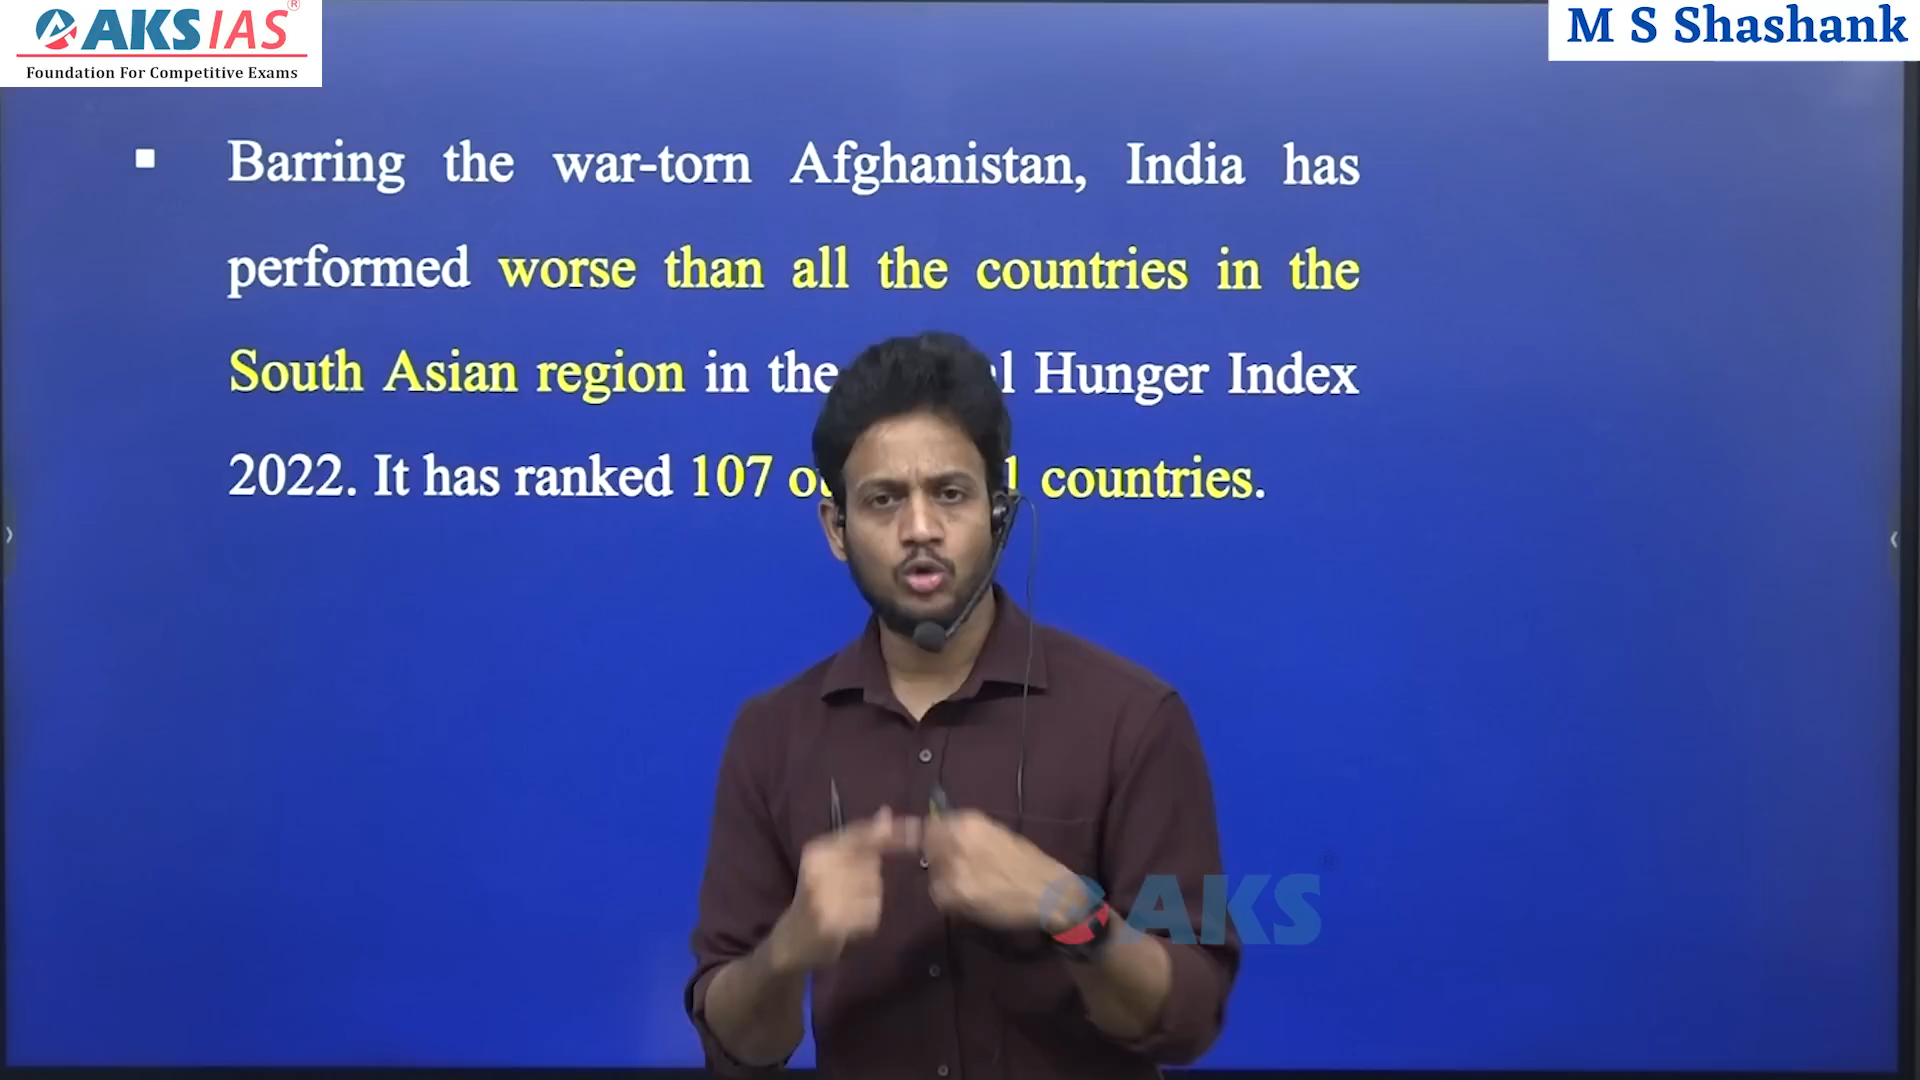 AKS IAS®
Foundation For Competitive Exams
M S Shashank
▪ Barring the war-torn Afghanistan, India has
performed worse than all the countries in the
South Asian region in the Hunger Index
2022. It has ranked 107 countries.
AKS